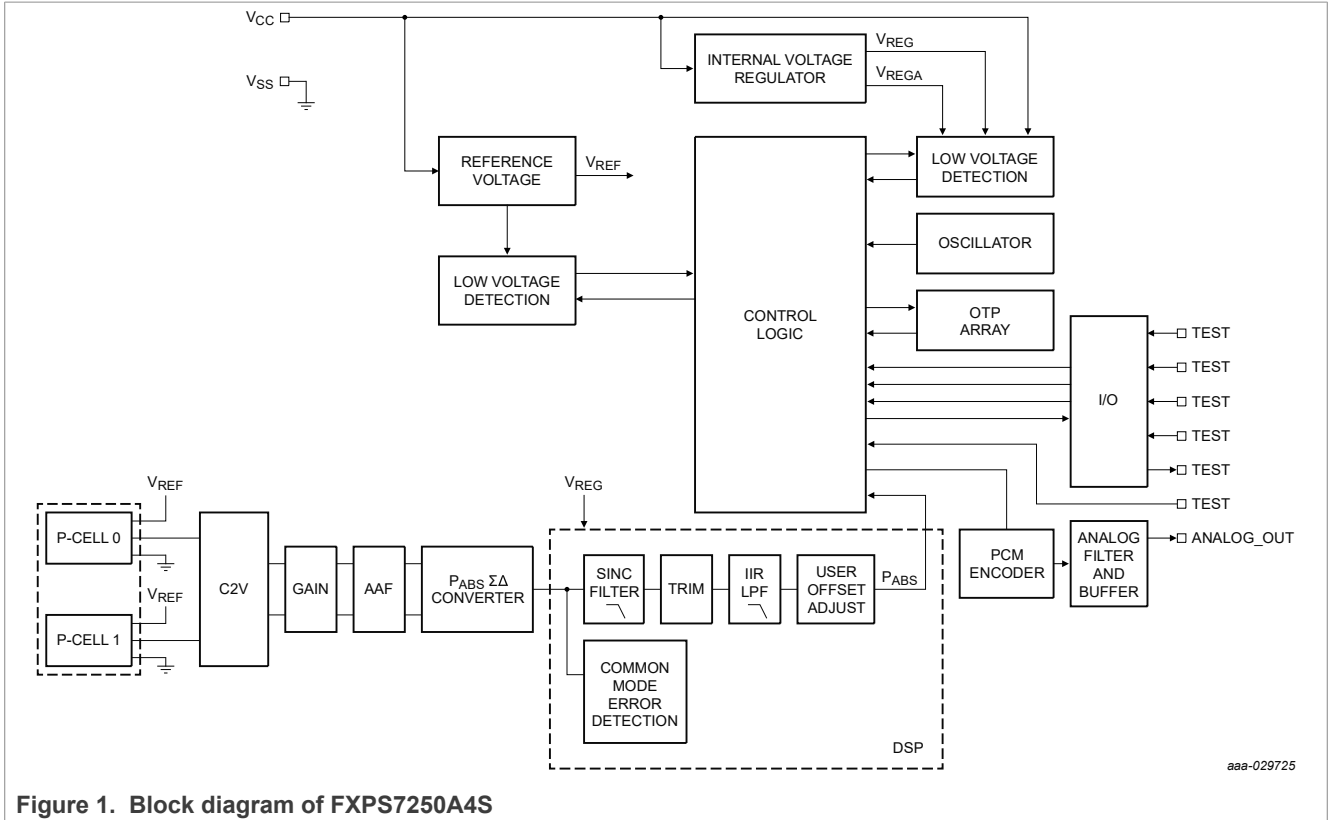 VCC
VSS
INTERNAL VOLTAGE
REGULATOR
VREG
VREGA
REFERENCE
VOLTAGE
VREF
LOW VOLTAGE
DETECTION
LOW VOLTAGE
DETECTION
CONTROL
LOGIC
OSCILLATOR
OTP
ARRAY
I/O
TEST
TEST
TEST
TEST
TEST
TEST
VREF
P-CELL 0
VREF
P-CELL 1
C2V
GAIN
AAF
PABS ΣΔ
CONVERTER
VREG
SINC
FILTER
TRIM
IIR
LPF
USER
OFFSET
ADJUST
PABS
COMMON
MODE
ERROR
DETECTION
DSP
PCM
ENCODER
ANALOG
FILTER
AND
BUFFER
ANALOG_OUT
aaa-029725
Figure 1. Block diagram of FXPS7250A4S